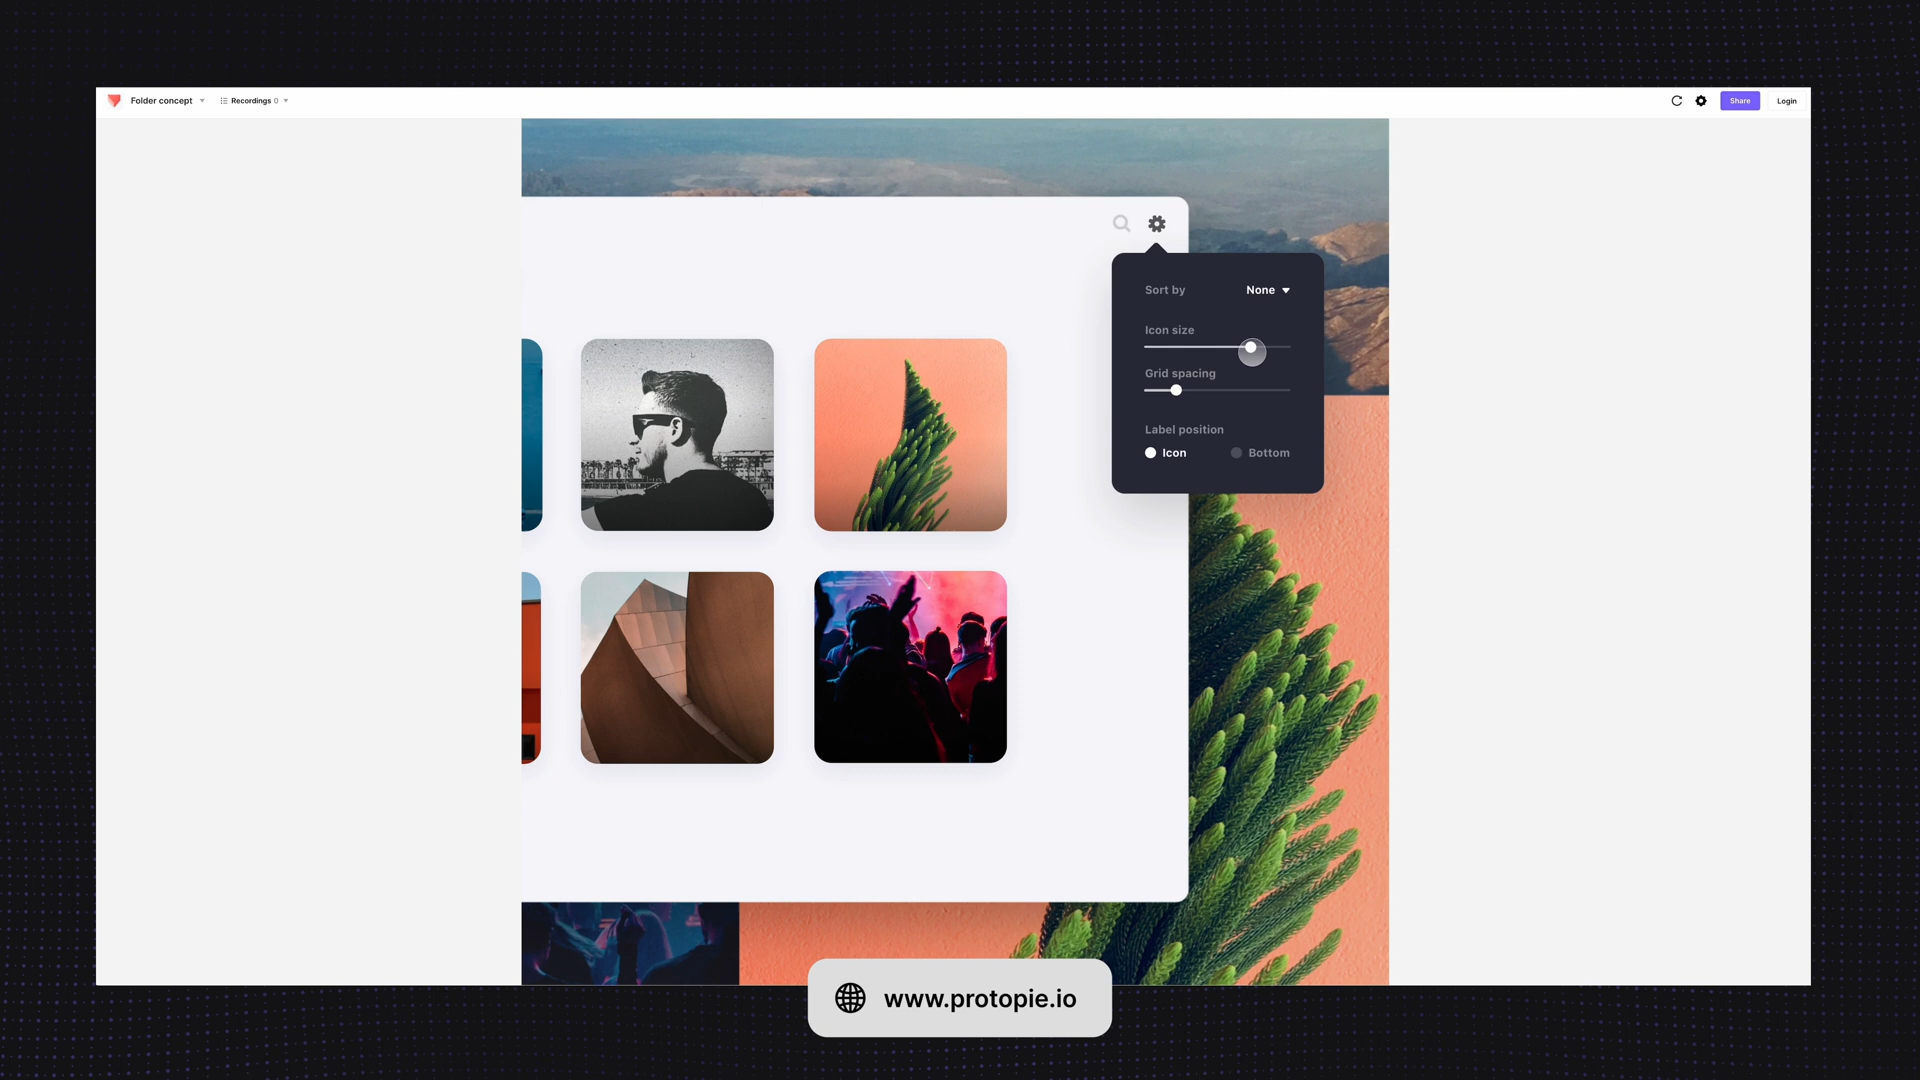 Folder concept
Recordings 0
Share
Login
Sort by
None
Icon size
Grid spacing
Label position
Icon
Bottom
www.protopie.io